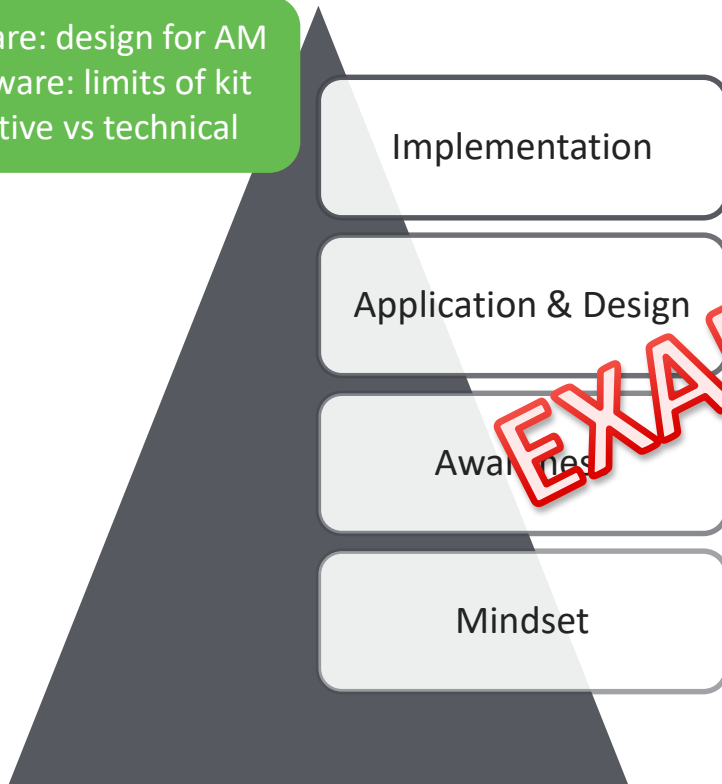 are: design for AM
ware: limits of kit
tive vs technical
Implementation
Application & Design
Mindset